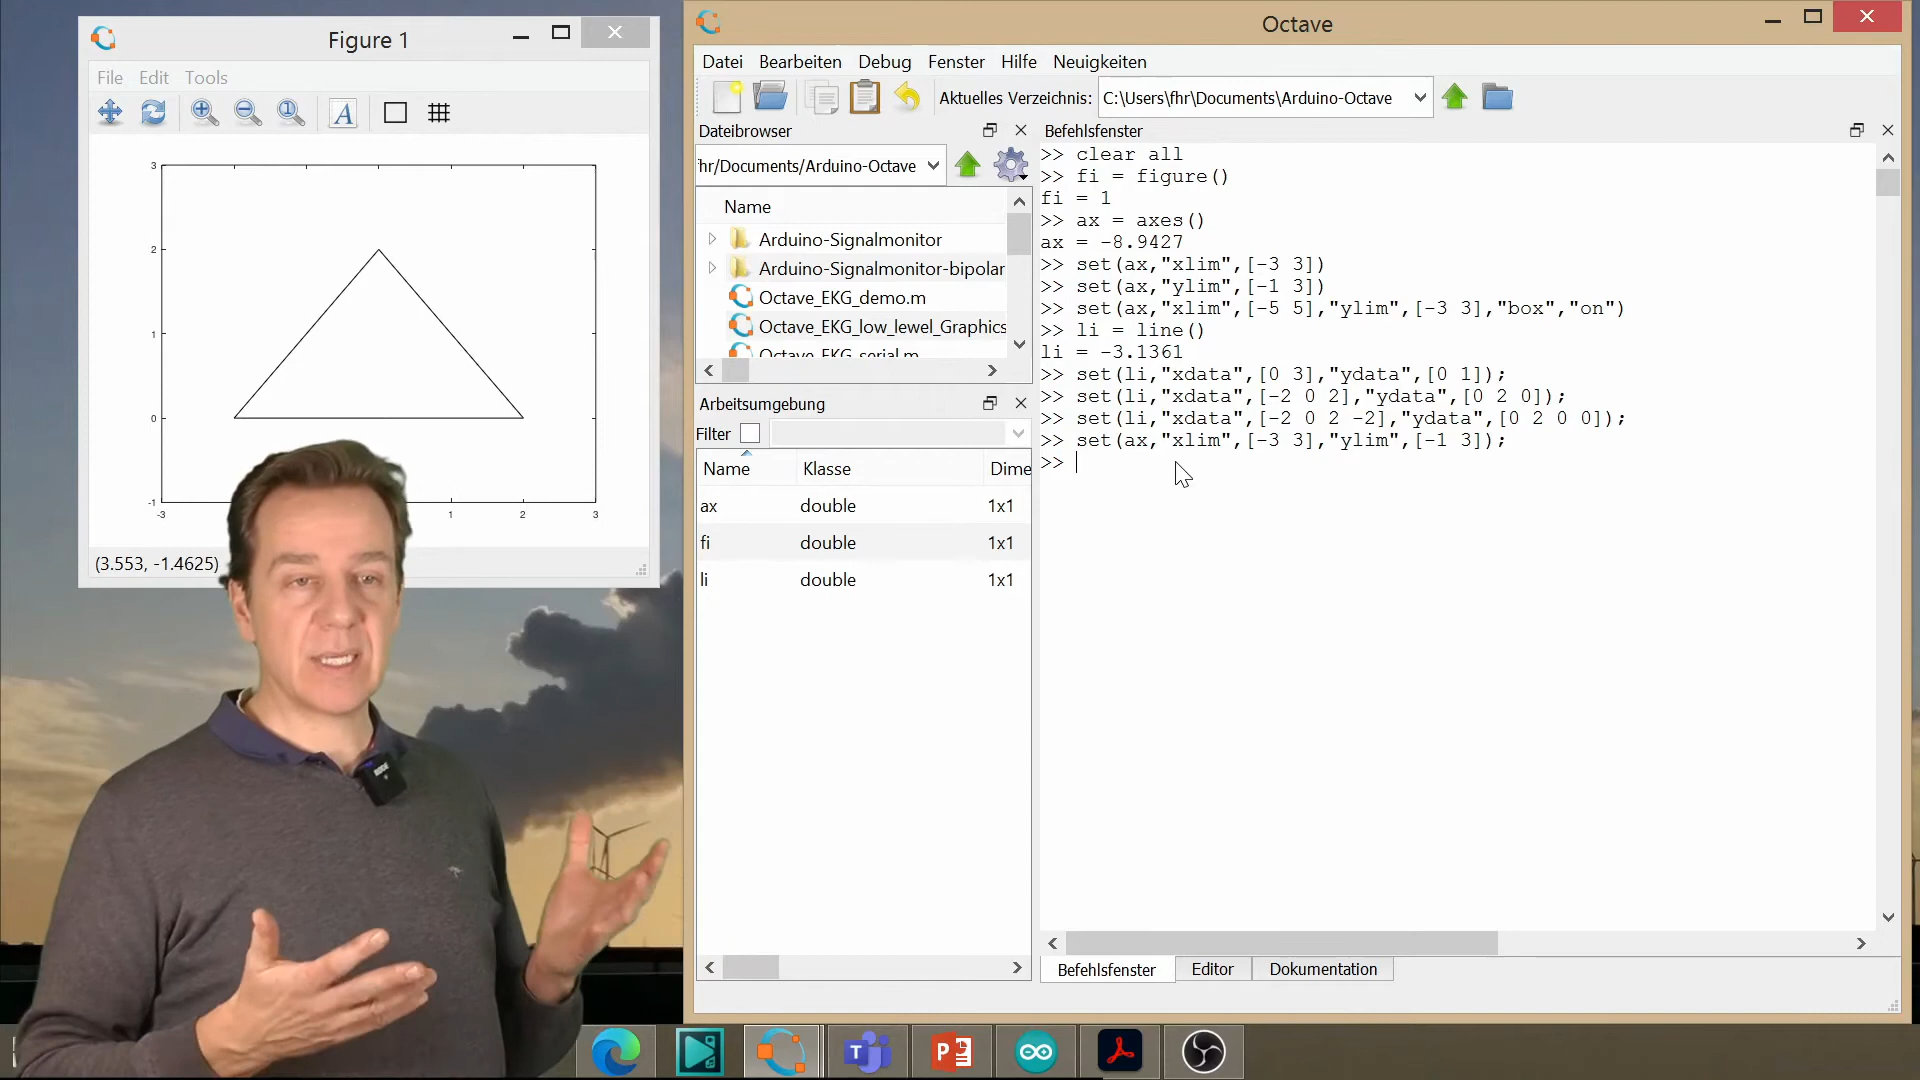 Figure 1
File Edit Tools
A
3
2
1
0
-1
-3 1 2 3
(3.553, -1.4625)
Octave
Datei Bearbeiten Debug Fenster Hilfe Neuigkeiten
Aktuelles Verzeichnis: C:\Users\fhr\Documents\Arduino-Octave
Dateibrowser
hr/Documents/Arduino-Octave
Name
Arduino-Signalmonitor
Arduino-Signalmonitor-bipolar
Octave_EKG_demo.m
Octave_EKG_low_lewel_Graphics
Octave_EKG_serial.m
Arbeitsumgebung
Filter
Name Klasse Dime
ax double 1x1
fi double 1x1
li double 1x1
Befehlsfenster
>> clear all
>> fi = figure()
fi = 1
>> ax = axes()
ax = -8.9427
>> set(ax,"xlim",[-3 3])
>> set(ax,"ylim",[-1 3])
>> set(ax,"xlim",[-5 5],"ylim",[-3 3],"box","on")
>> li = line()
li = -3.1361
>> set(li,"xdata",[0 3],"ydata",[0 1]);
>> set(li,"xdata",[-2 0 2],"ydata",[0 2 0]);
>> set(li,"xdata",[-2 0 2 -2],"ydata",[0 2 0 0]);
>> set(ax,"xlim",[-3 3],"ylim",[-1 3]);
>>
Befehlsfenster Editor Dokumentation